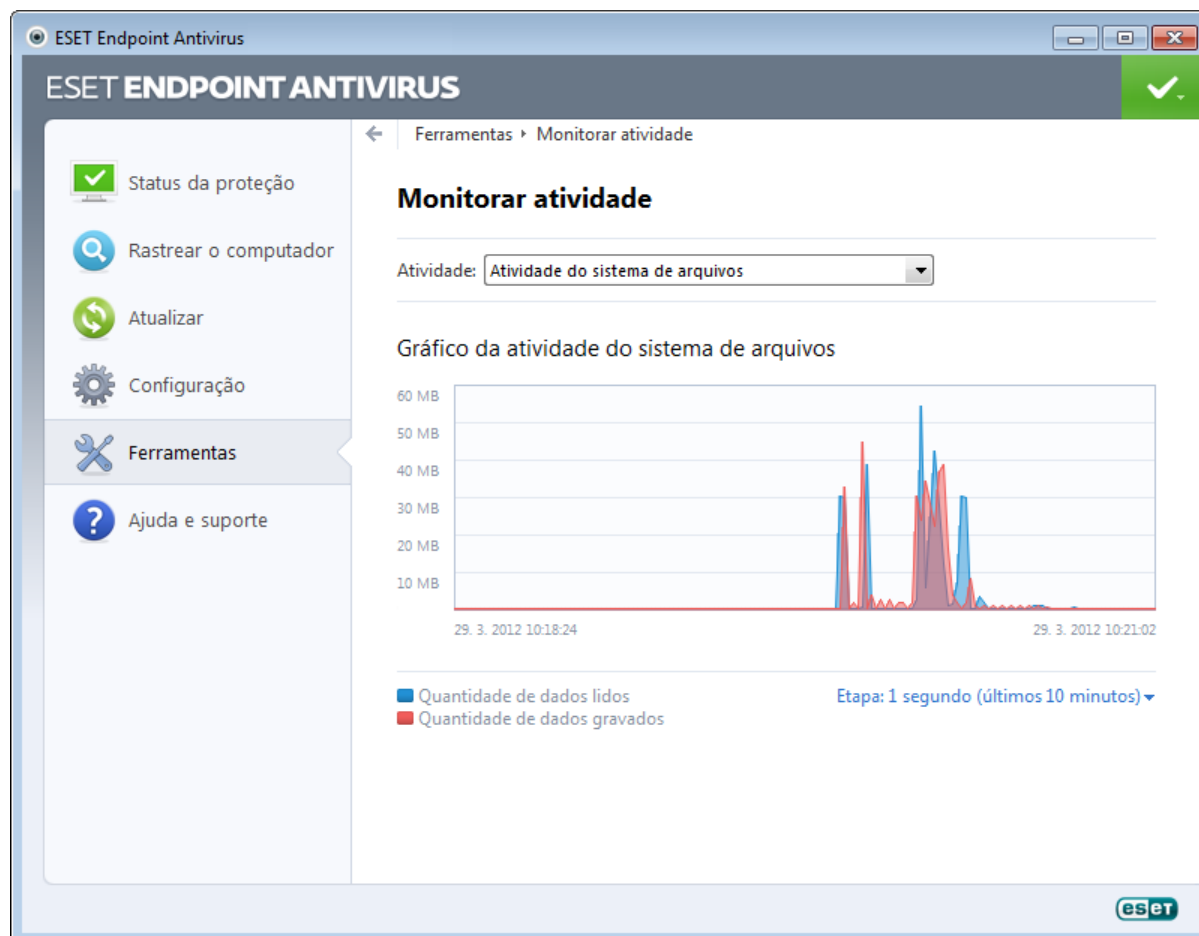 ESET Endpoint Antivirus
ESET ENDPOINT ANTIVIRUS
Status da proteção
Rastrear o computador
Atualizar
Configuração
Ferramentas
Ajuda e suporte
Ferramentas Monitorar atividade
Monitorar atividade
Atividade: Atividade do sistema de arquivos
Gráfico da atividade do sistema de arquivos
60 MB
50 MB
40 MB
30 MB
20 MB
10 MB
29. 3. 2012 10:18:24 29. 3. 2012 10:21:02
Quantidade de dados lidos Etapa: 1 segundo (últimos 10 minutos)
Quantidade de dados gravados
eset